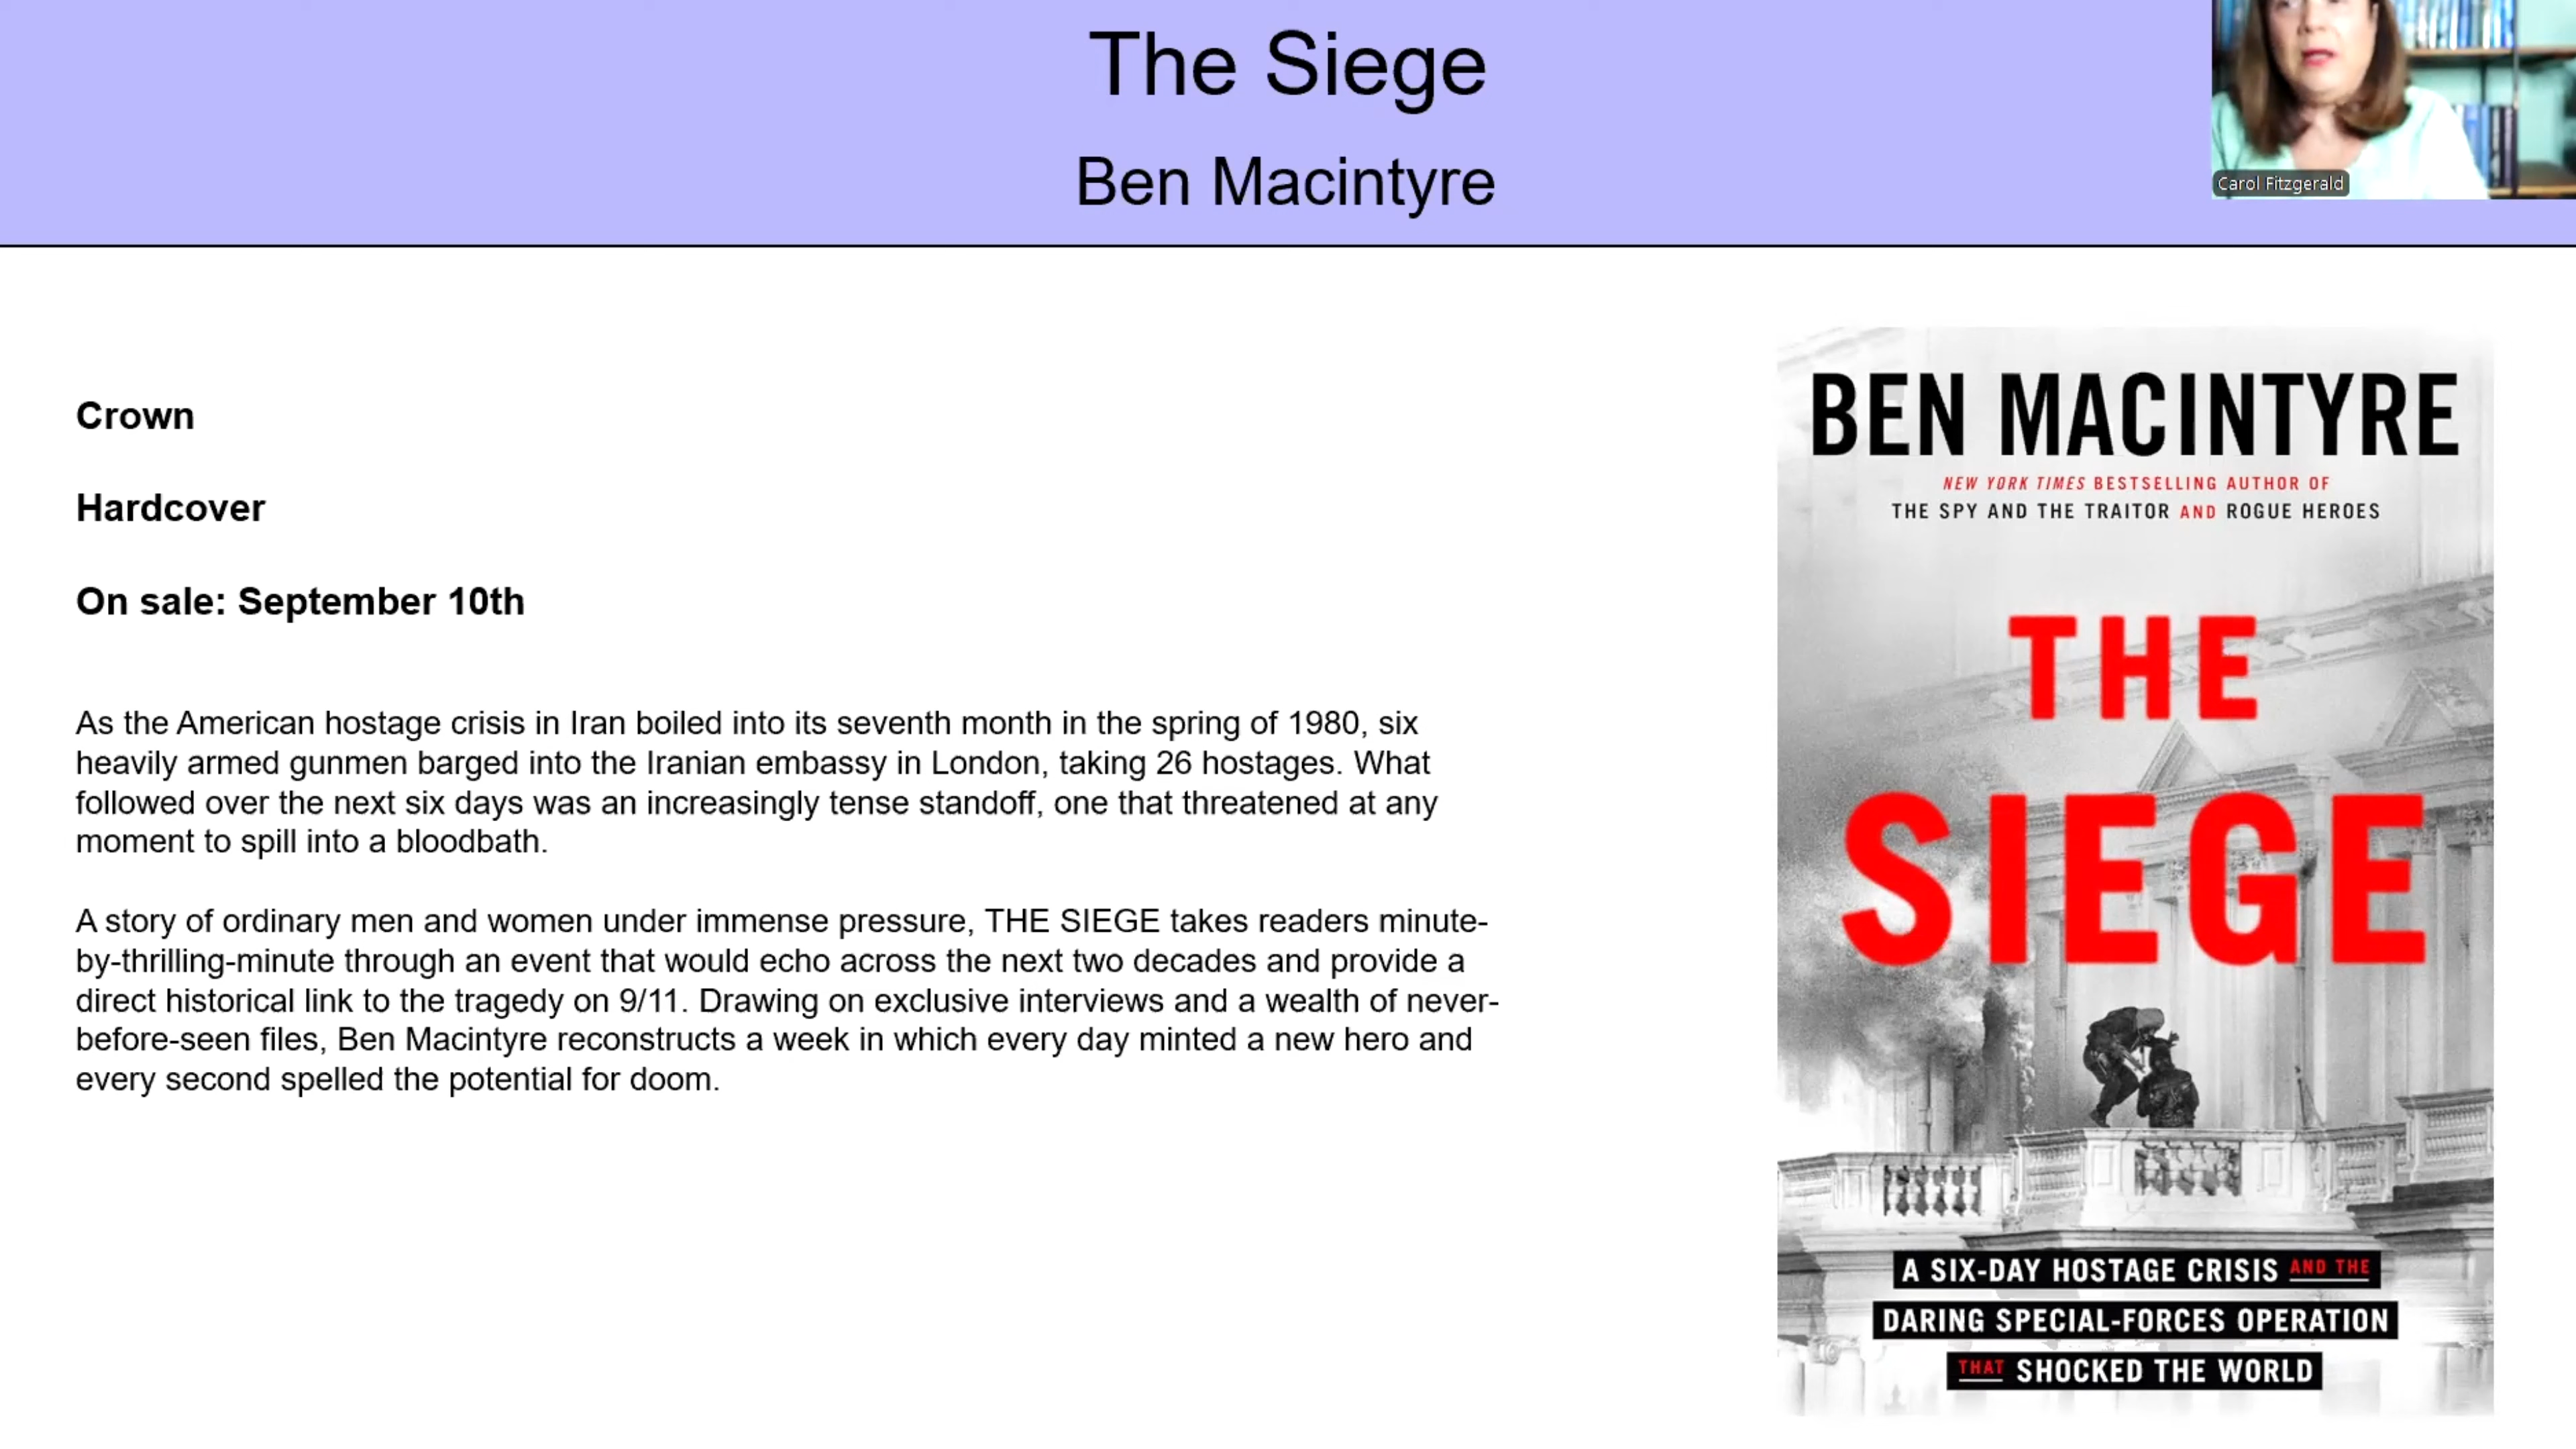 The Siege
Ben Macintyre
Carol Fitzgerald
Crown
Hardcover
On sale: September 10th
As the American hostage crisis in Iran boiled into its seventh month in the spring of 1980, six
heavily armed gunmen barged into the Iranian embassy in London, taking 26 hostages. What
followed over the next six days was an increasingly tense standoff, one that threatened at any
moment to spill into a bloodbath.
A story of ordinary men and women under immense pressure, THE SIEGE takes readers minute-
by-thrilling-minute through an event that would echo across the next two decades and provide a
direct historical link to the tragedy on 9/11. Drawing on exclusive interviews and a wealth of never-
before-seen files, Ben Macintyre reconstructs a week in which every day minted a new hero and
every second spelled the potential for doom.
BEN MACINTYRE
NEW YORK TIMES BESTSELLING AUTHOR OF
THE SPY AND THE TRAITOR AND ROGUE HEROES
THE
SIEGE
A SIX-DAY HOSTAGE CRISIS AND THE
DARING SPECIAL-FORCES OPERATION
THAT SHOCKED THE WORLD